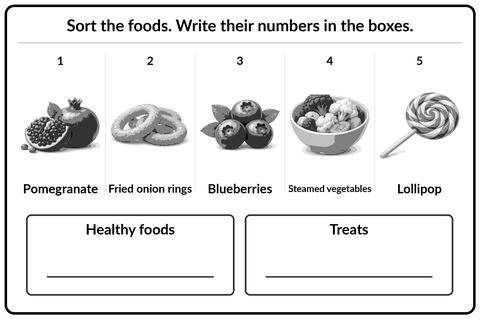 Sort the foods. Write their numbers in the boxes.
1 2 3 4 5
Pomegranate Fried onion rings Blueberries Steamed vegetables Lollipop
Healthy foods Treats